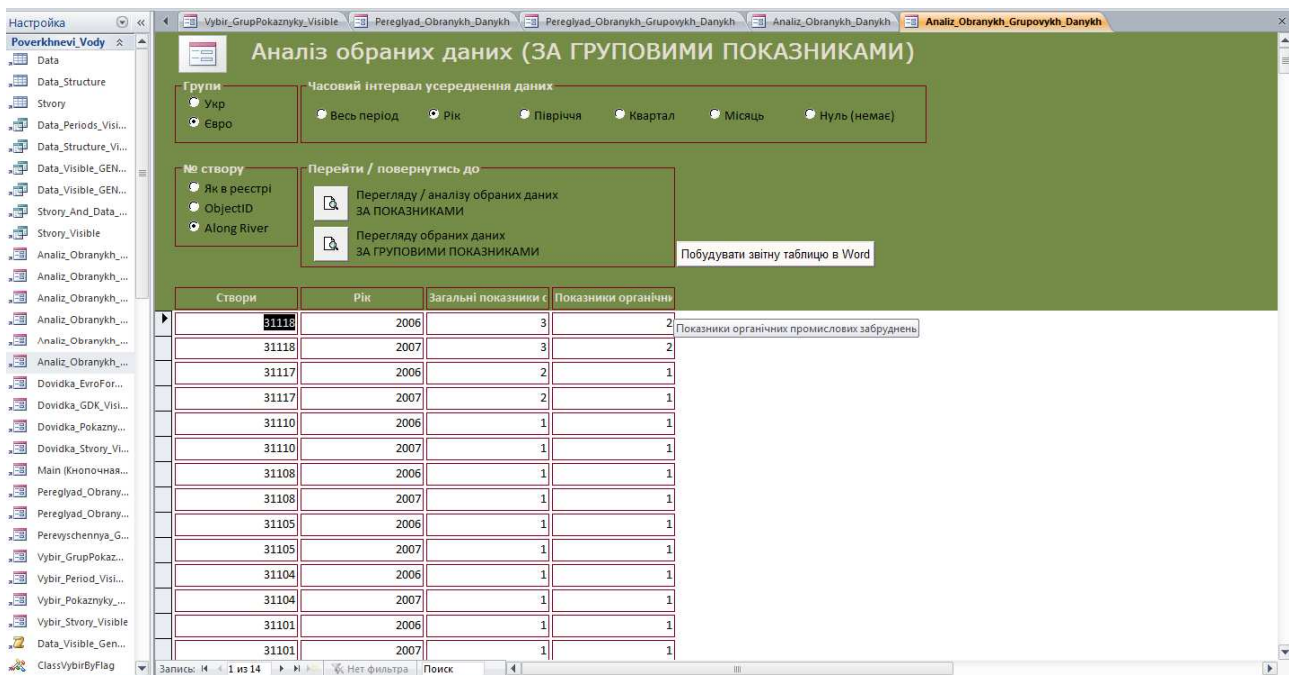 Настройка
Vybir_GrupPokaznyky_Visible
Pereglyad_Obranykh_Danykh
Pereglyad_Obranykh_Grupovykh_Danykh
Analiz_Obranykh_Danykh
Analiz_Obranykh_Grupovykh_Danykh
Poverkhnevi_Vody
Data
Data_Structure
Stvory
Data_Periods_Visi...
Data_Structure_Vi...
Data_Visible_GEN...
Data_Visible_GEN...
Stvory_And_Data_...
Stvory_Visible
Analiz_Obranykh_...
Analiz_Obranykh_...
Analiz_Obranykh_...
Analiz_Obranykh_...
Analiz_Obranykh_...
Analiz_Obranykh_...
Dovidka_EvroFor...
Dovidka_GDK_Visi...
Dovidka_Pokazny...
Dovidka_Stvory_Vi...
Main (Кнопочная...
Pereglyad_Obrany...
Pereglyad_Obrany...
Perevyschennya_G...
Vybir_GrupPokaz...
Vybir_Period_Visi...
Vybir_Pokaznyky_...
Vybir_Stvory_Visible
Data_Visible_Gen...
ClassVybirByFlag
Аналіз обраних даних (ЗА ГРУПОВИМИ ПОКАЗНИКАМИ)
Групи
Укр
Євро
Часовий інтервал усереднення даних
Весь період Рік Півріччя Квартал Місяць Нуль (немає)
№ створу
Як в реєстрі
ObjectID
Along River
Перейти / повернутись до
Перегляду / аналізу обраних даних
ЗА ПОКАЗНИКАМИ
Перегляду обраних даних
ЗА ГРУПОВИМИ ПОКАЗНИКАМИ
Побудувати звітну таблицю в Word
Створи Рік Загальні показники с Показники органічни
31118 2006 3 2
Показники органічних промислових забруднень
31118 2007 3 2
31117 2006 2 1
31117 2007 2 1
31110 2006 1 1
31110 2007 1 1
31108 2006 1 1
31108 2007 1 1
31105 2006 1 1
31105 2007 1 1
31104 2006 1 1
31104 2007 1 1
31101 2006 1 1
31101 2007 1 1
Запись: 1 из 14 Нет фильтра Поиск